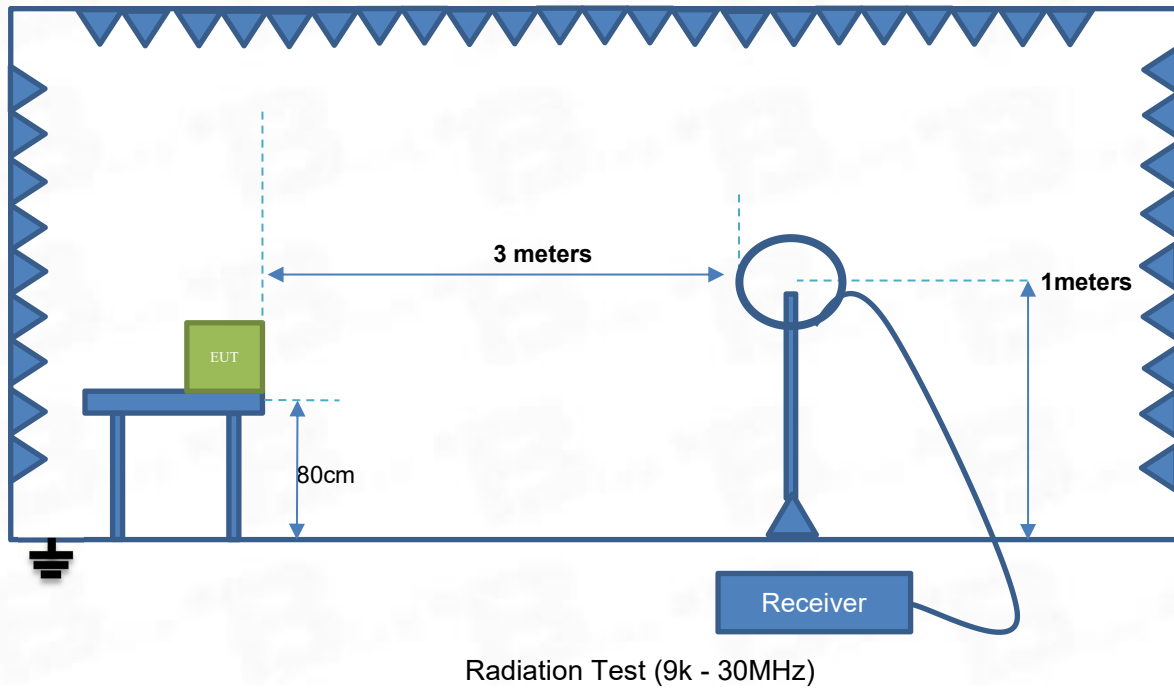 3 meters
1meters
EUT
80cm
Receiver
Radiation Test (9k - 30MHz)